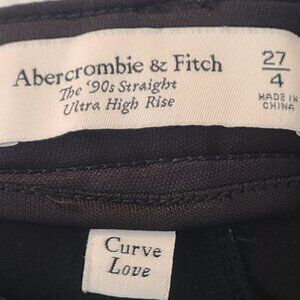 Abercrombie & Fitch
The '90s Straight
Ultra High Rise
27
4
MADE IN
CHINA
Curve
Love